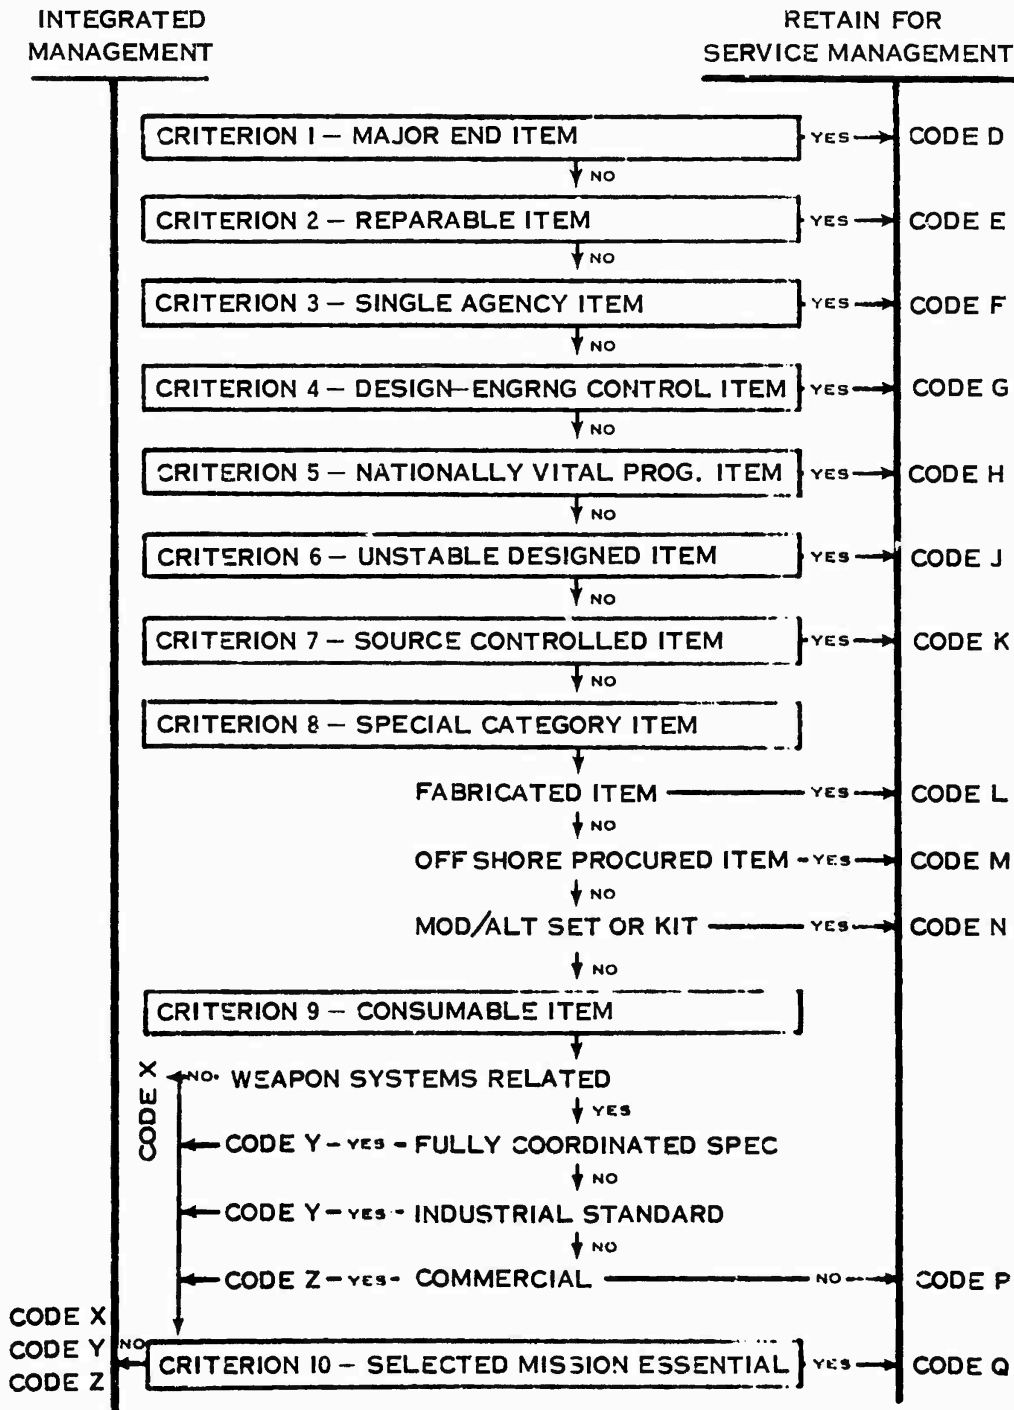 INTEGRATED
MANAGEMENT
RETAIN FOR
SERVICE MANAGEMENT
CRITERION 1 – MAJOR END ITEM YES CODE D
NO
CRITERION 2 – REPARABLE ITEM YES CODE E
NO
CRITERION 3 – SINGLE AGENCY ITEM YES CODE F
NO
CRITERION 4 – DESIGN–ENGRNG CONTROL ITEM YES CODE G
NO
CRITERION 5 – NATIONALLY VITAL PROG. ITEM YES CODE H
NO
CRITERION 6 – UNSTABLE DESIGNED ITEM YES CODE J
NO
CRITERION 7 – SOURCE CONTROLLED ITEM YES CODE K
NO
CRITERION 8 – SPECIAL CATEGORY ITEM
FABRICATED ITEM YES CODE L
NO
OFF SHORE PROCURED ITEM YES CODE M
NO
MOD/ALT SET OR KIT YES CODE N
NO
CRITERION 9 – CONSUMABLE ITEM
CODE X
NO WEAPON SYSTEMS RELATED
YES
CODE Y – YES – FULLY COORDINATED SPEC
NO
CODE Y – YES – INDUSTRIAL STANDARD
NO
CODE Z – YES – COMMERCIAL NO CODE P
CODE X
CODE Y
CODE Z
NO
CRITERION 10 – SELECTED MISSION ESSENTIAL YES CODE Q